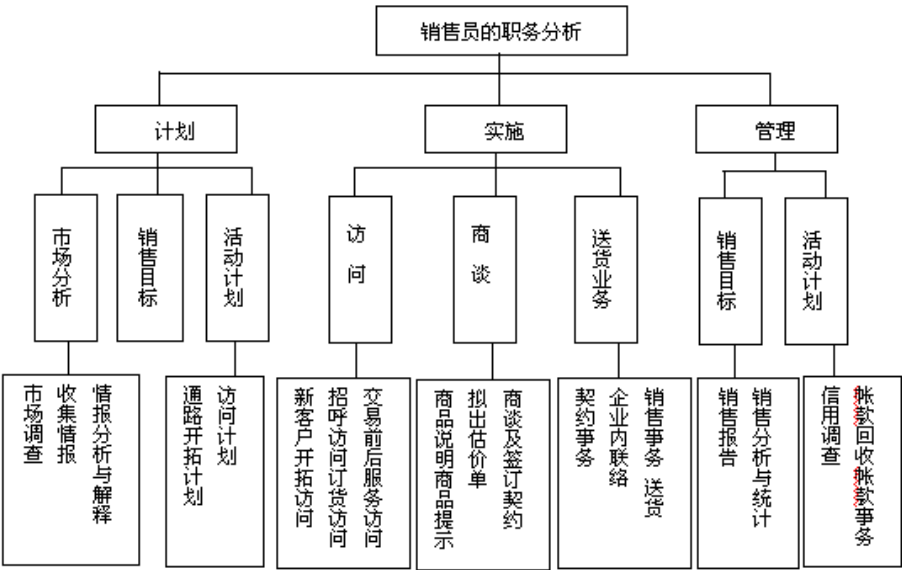 销售员的职务分析
计划
实施
管理
市场分析
销售目标
活动计划
访问
商谈
送货业务
销售目标
活动计划
市场调查
收集情报
情报分析与解释
通路开拓计划
访问计划
新客户开拓访问
招呼访问订货访问
交易前后服务访问
商品说明商品提示
拟出估价单
商谈及签订契约
契约事务
企业内联络
销售事务 送货
销售报告
销售分析与统计
信用调查
帐款回收帐款事务